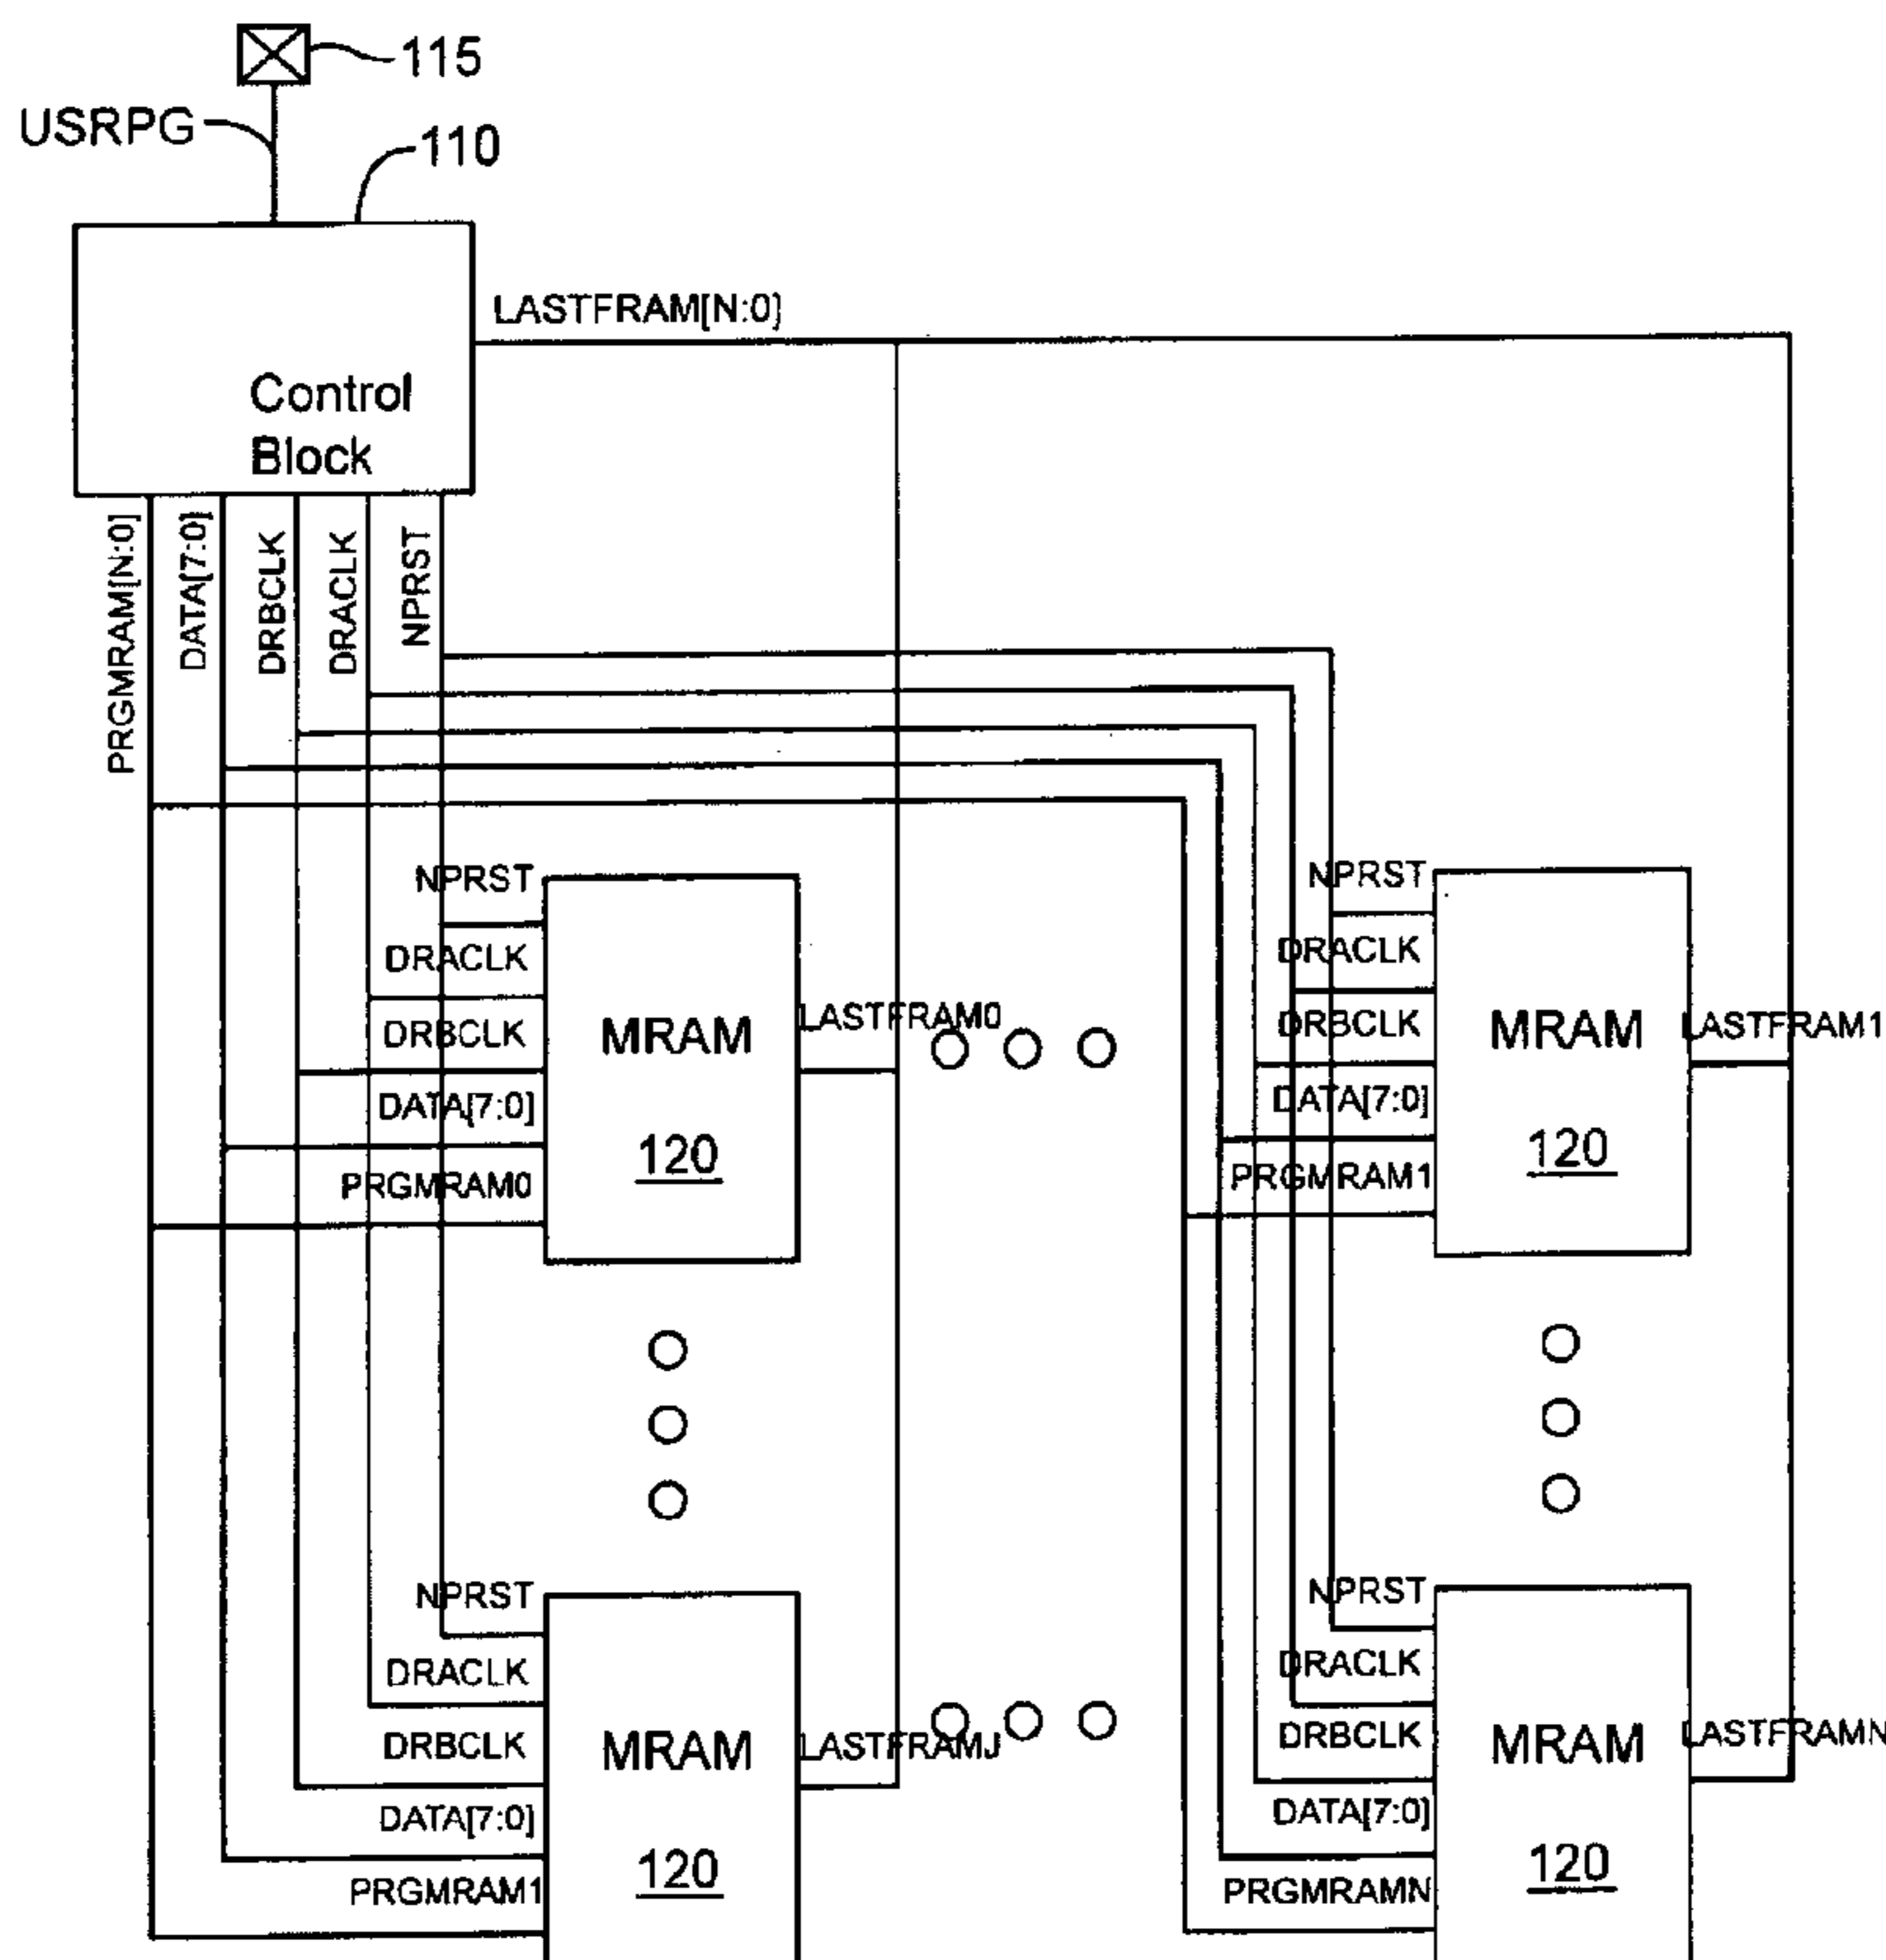 115
USRPG
110
LASTFRAM[N:0]
Control
Block
PRGMRAM[N:0]
DATA[7:0]
DRBCLK
DRACLK
NPRST
NPRST
DRACLK
DRBCLK
DATA[7:0]
PRGMRAM0
MRAM
120
LASTFRAM0
NPRST
DRACLK
DRBCLK
DATA[7:0]
PRGMRAM1
MRAM
120
LASTFRAM1
NPRST
DRACLK
DRBCLK
DATA[7:0]
PRGMRAM1
MRAM
120
LASTFRAMJ
NPRST
DRACLK
DRBCLK
DATA[7:0]
PRGMRAMN
MRAM
120
LASTFRAMN